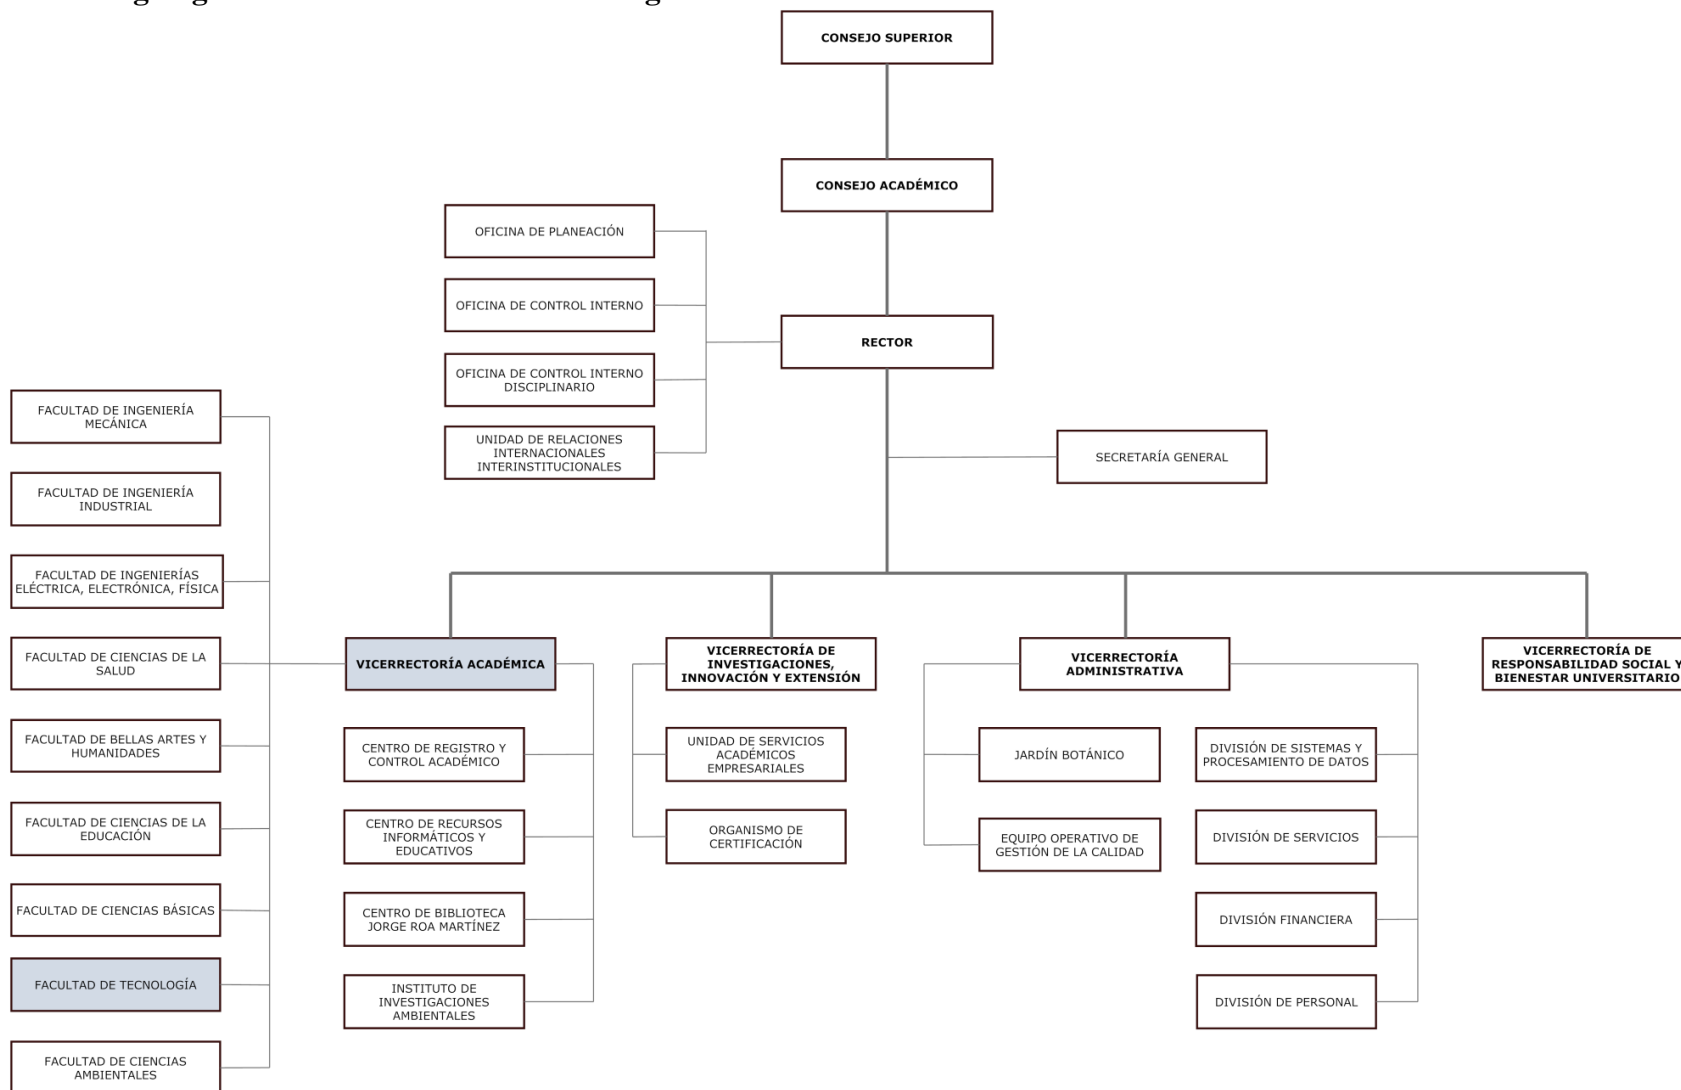 CONSEJO SUPERIOR
CONSEJO ACADÉMICO
OFICINA DE PLANEACIÓN
OFICINA DE CONTROL INTERNO
RECTOR
OFICINA DE CONTROL INTERNO
DISCIPLINARIO
UNIDAD DE RELACIONES
INTERNACIONALES
INTERINSTITUCIONALES
SECRETARÍA GENERAL
FACULTAD DE INGENIERÍA
MECÁNICA
FACULTAD DE INGENIERÍA
INDUSTRIAL
FACULTAD DE INGENIERÍAS
ELÉCTRICA, ELECTRÓNICA, FÍSICA
FACULTAD DE CIENCIAS DE LA
SALUD
FACULTAD DE BELLAS ARTES Y
HUMANIDADES
FACULTAD DE CIENCIAS DE LA
EDUCACIÓN
FACULTAD DE CIENCIAS BÁSICAS
FACULTAD DE TECNOLOGÍA
FACULTAD DE CIENCIAS
AMBIENTALES
VICERRECTORÍA ACADÉMICA
CENTRO DE REGISTRO Y
CONTROL ACADÉMICO
CENTRO DE RECURSOS
INFORMÁTICOS Y
EDUCATIVOS
CENTRO DE BIBLIOTECA
JORGE ROA MARTÍNEZ
INSTITUTO DE
INVESTIGACIONES
AMBIENTALES
VICERRECTORÍA DE
INVESTIGACIONES,
INNOVACIÓN Y EXTENSIÓN
UNIDAD DE SERVICIOS
ACADÉMICOS
EMPRESARIALES
ORGANISMO DE
CERTIFICACIÓN
VICERRECTORÍA
ADMINISTRATIVA
JARDÍN BOTÁNICO
EQUIPO OPERATIVO DE
GESTIÓN DE LA CALIDAD
DIVISIÓN DE SISTEMAS Y
PROCESAMIENTO DE DATOS
DIVISIÓN DE SERVICIOS
DIVISIÓN FINANCIERA
DIVISIÓN DE PERSONAL
VICERRECTORÍA DE
RESPONSABILIDAD SOCIAL Y
BIENESTAR UNIVERSITARIO